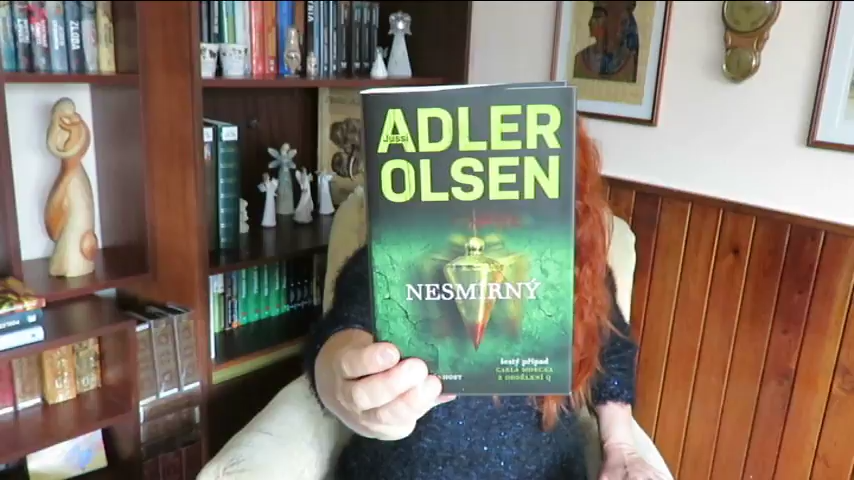 Jussi
ADLER
OLSEN
NESMÍRNÝ
šestý případ
CARLA MØRCKA
Z ODDĚLENÍ Q
HOST